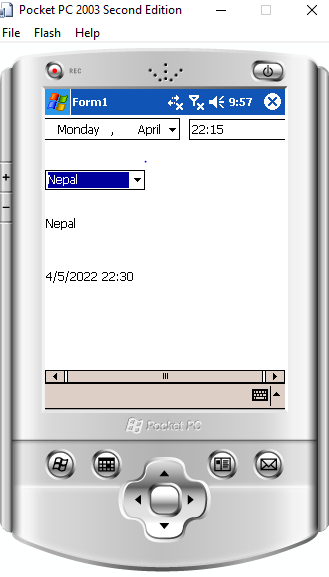 Pocket PC 2003 Second Edition
File Flash Help
REC
Form1 9:57
Monday , April 22:15
Nepal
Nepal
4/5/2022 22:30
Pocket PC